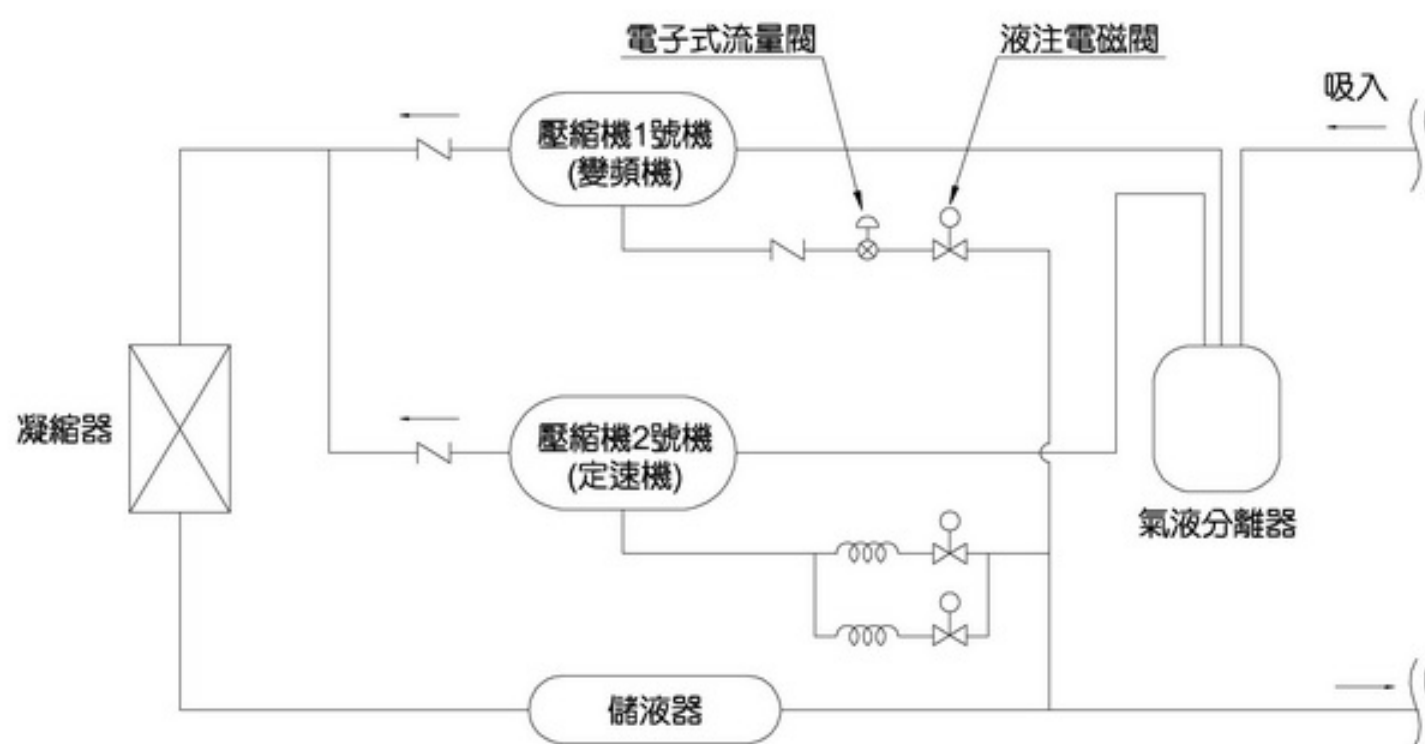 電子式流量閥
液注電磁閥
吸入
壓縮機1號機
(變頻機)
凝縮器
壓縮機2號機
(定速機)
氣液分離器
儲液器